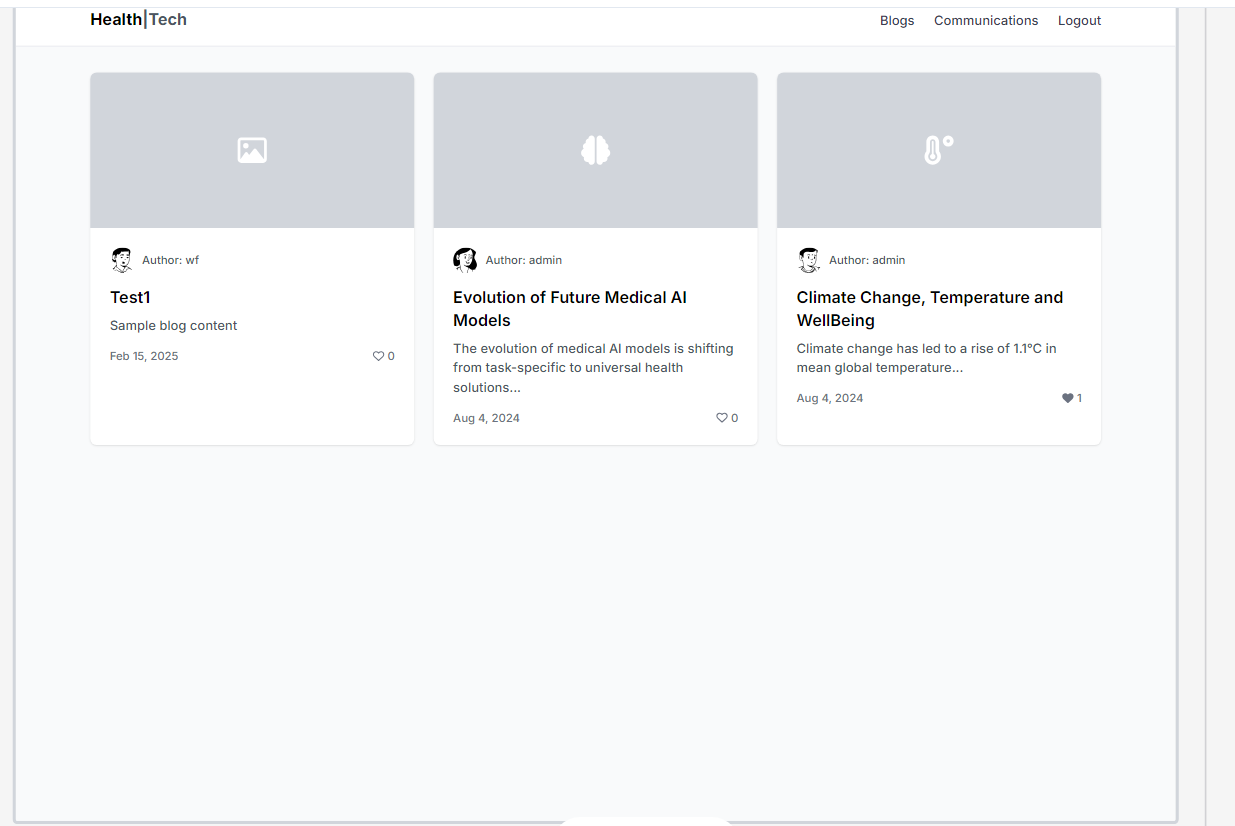 Health|Tech
Blogs Communications Logout
Author: wf
Test1
Sample blog content
Feb 15, 2025
0
Author: admin
Evolution of Future Medical AI
Models
The evolution of medical AI models is shifting
from task-specific to universal health
solutions...
Aug 4, 2024
0
Author: admin
Climate Change, Temperature and
WellBeing
Climate change has led to a rise of 1.1°C in
mean global temperature...
Aug 4, 2024
1